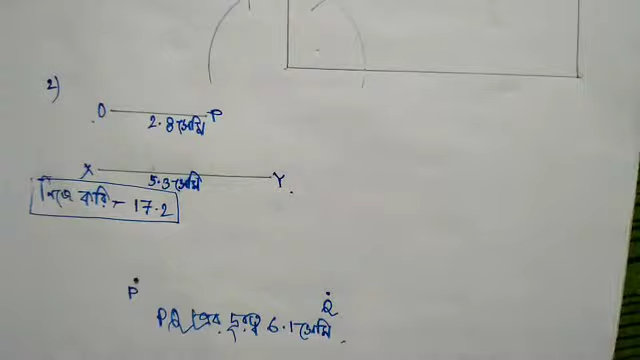 2)
O P
2.8 সেমি
X Y
5.3 সেমি
নিজে করি - 17.2
P Q
PQ এর দূরত্ব 6.1 সেমি